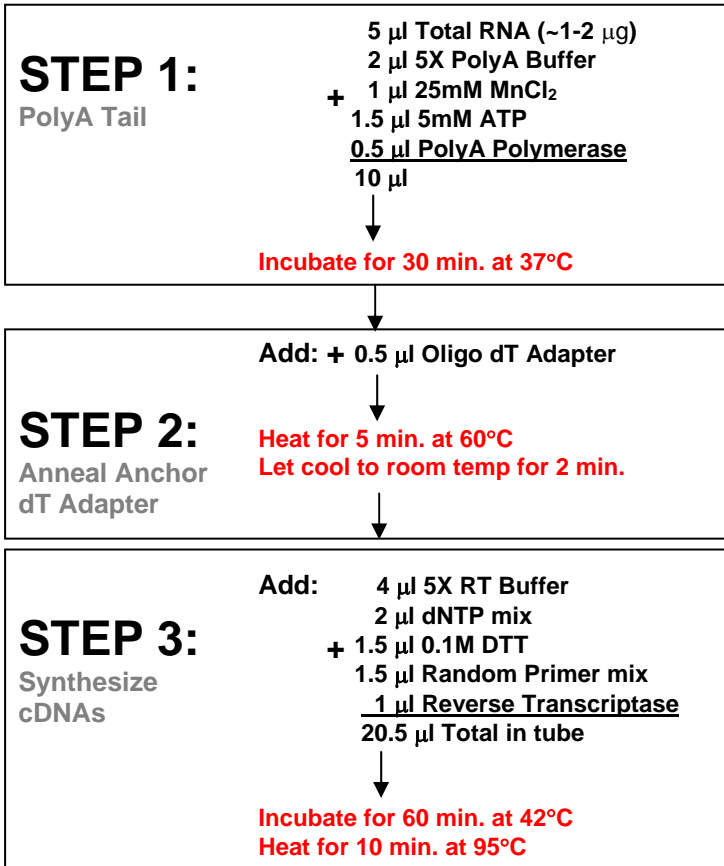 STEP 1:
PolyA Tail
5 μl Total RNA (~1-2 μg)
2 μl 5X PolyA Buffer
+ 1 μl 25mM MnCl₂
1.5 μl 5mM ATP
0.5 μl PolyA Polymerase
10 μl
Incubate for 30 min. at 37°C
Add: + 0.5 μl Oligo dT Adapter
STEP 2:
Anneal Anchor
dT Adapter
Heat for 5 min. at 60°C
Let cool to room temp for 2 min.
STEP 3:
Synthesize
cDNAs
Add: 4 μl 5X RT Buffer
2 μl dNTP mix
+ 1.5 μl 0.1M DTT
1.5 μl Random Primer mix
1 μl Reverse Transcriptase
20.5 μl Total in tube
Incubate for 60 min. at 42°C
Heat for 10 min. at 95°C